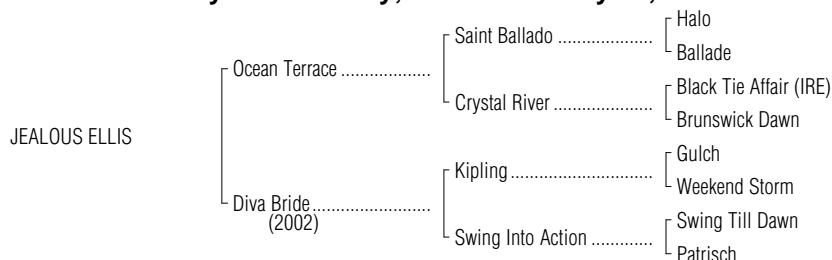 Halo
Saint Ballado ....................
Ballade
Ocean Terrace ...................
Black Tie Affair (IRE)
Crystal River .....................
Brunswick Dawn
JEALOUS ELLIS
Gulch
Kipling..............................
Weekend Storm
Diva Bride.........................
(2002)
Swing Till Dawn
Swing Into Action .............
Patrisch